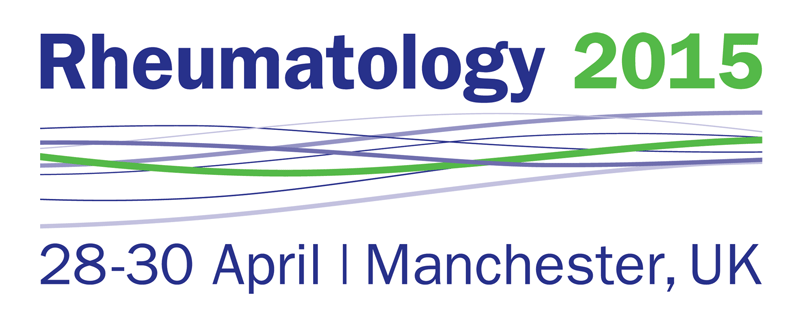 Rheumatology 2015
28-30 April | Manchester, UK